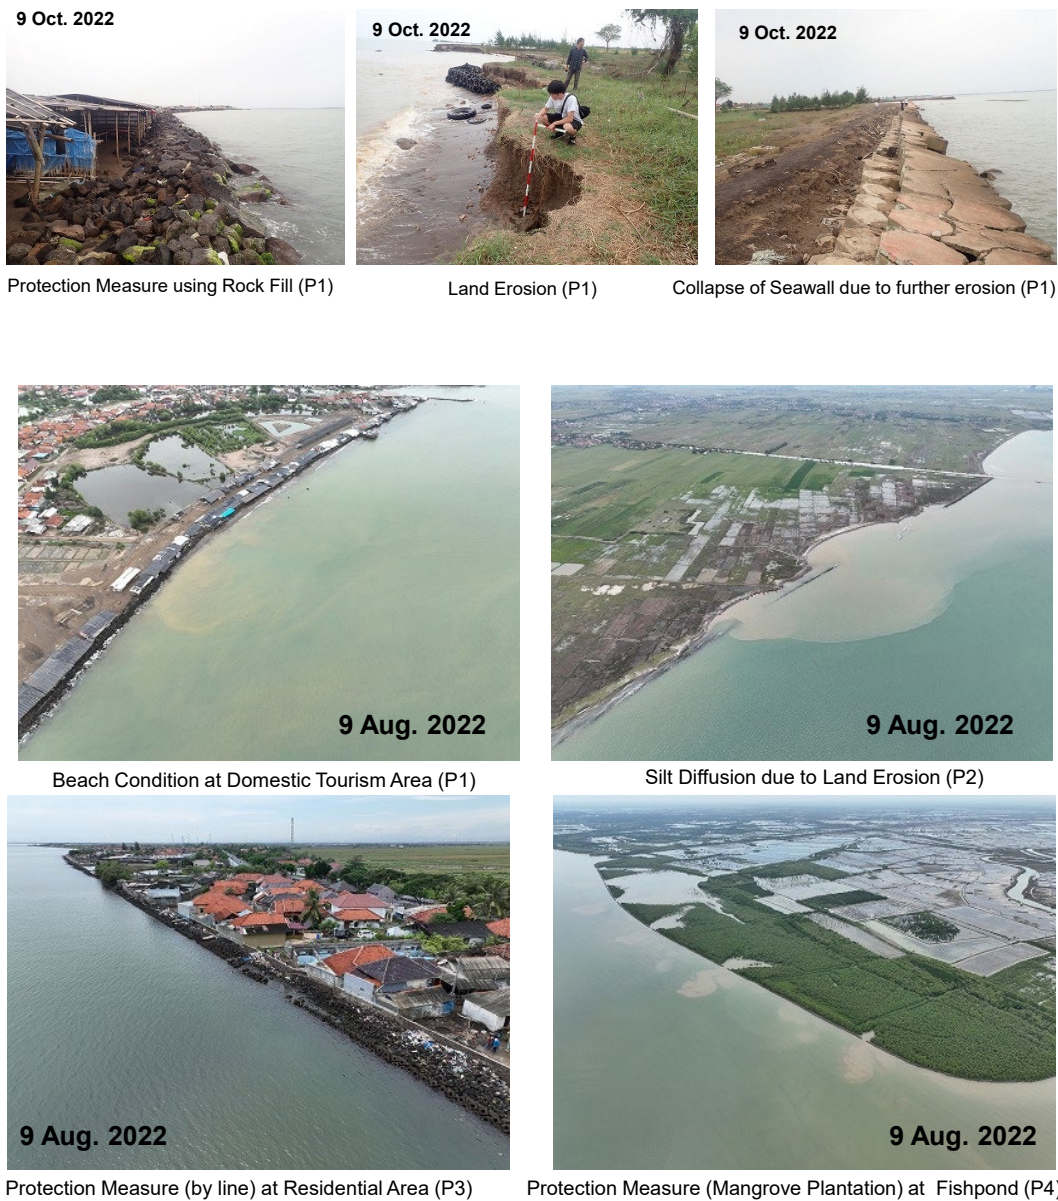 9 Oct. 2022
9 Oct. 2022
9 Oct. 2022
Protection Measure using Rock Fill (P1)
Land Erosion (P1)
Collapse of Seawall due to further erosion (P1)
9 Aug. 2022
9 Aug. 2022
Beach Condition at Domestic Tourism Area (P1)
Silt Diffusion due to Land Erosion (P2)
9 Aug. 2022
9 Aug. 2022
Protection Measure (by line) at Residential Area (P3)
Protection Measure (Mangrove Plantation) at Fishpond (P4